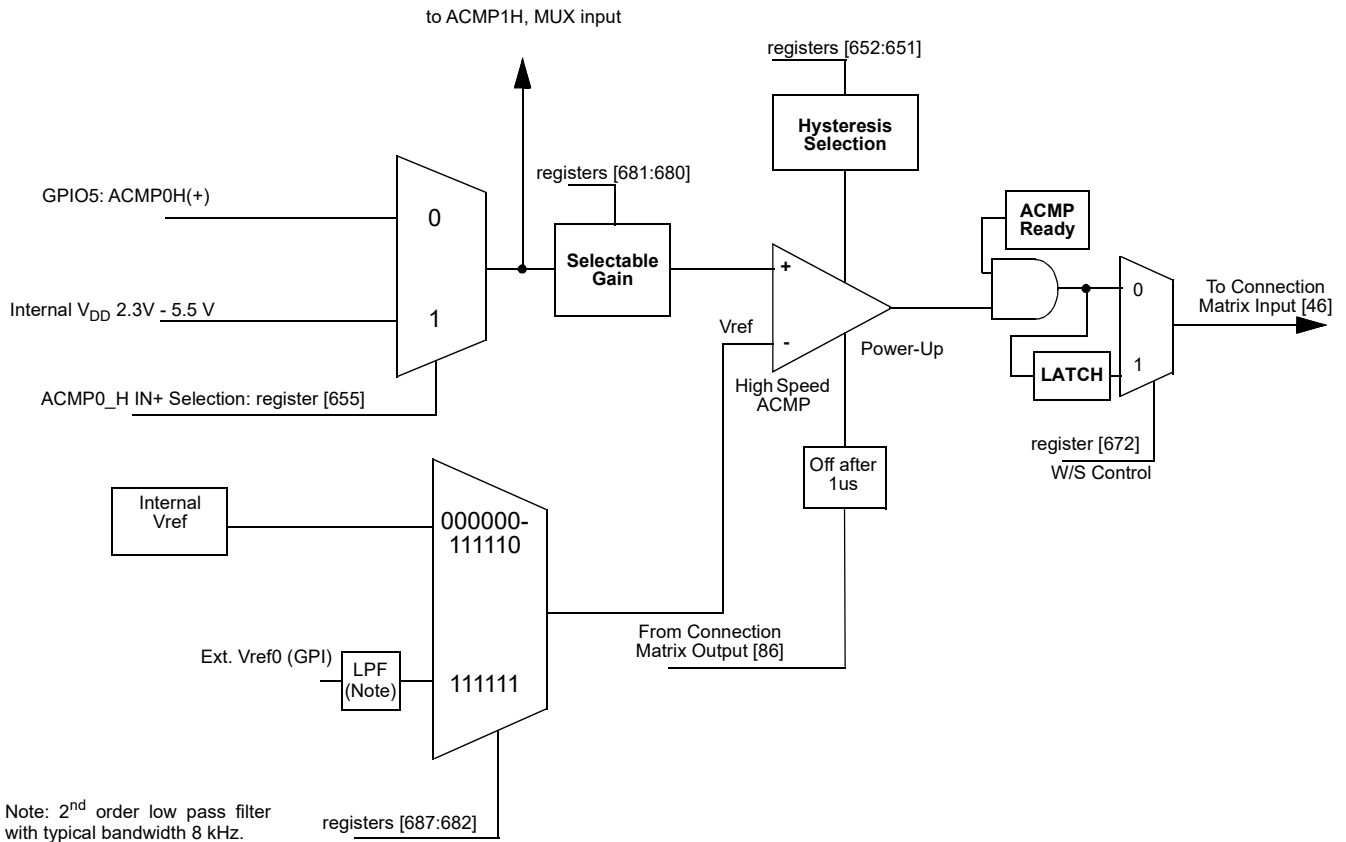 to ACMP1H, MUX input
registers [652:651]
Hysteresis
Selection
registers [681:680]
GPIO5: ACMP0H(+)
0
Selectable
Gain
+
ACMP
Ready
Internal VDD 2.3V - 5.5 V
1
Vref
-
Power-Up
0
To Connection
Matrix Input [46]
LATCH
1
High Speed
ACMP
ACMP0_H IN+ Selection: register [655]
register [672]
W/S Control
Off after
1us
Internal
Vref
000000-
111110
From Connection
Matrix Output [86]
Ext. Vref0 (GPI)
LPF
(Note)
111111
Note: 2nd order low pass filter
with typical bandwidth 8 kHz.
registers [687:682]